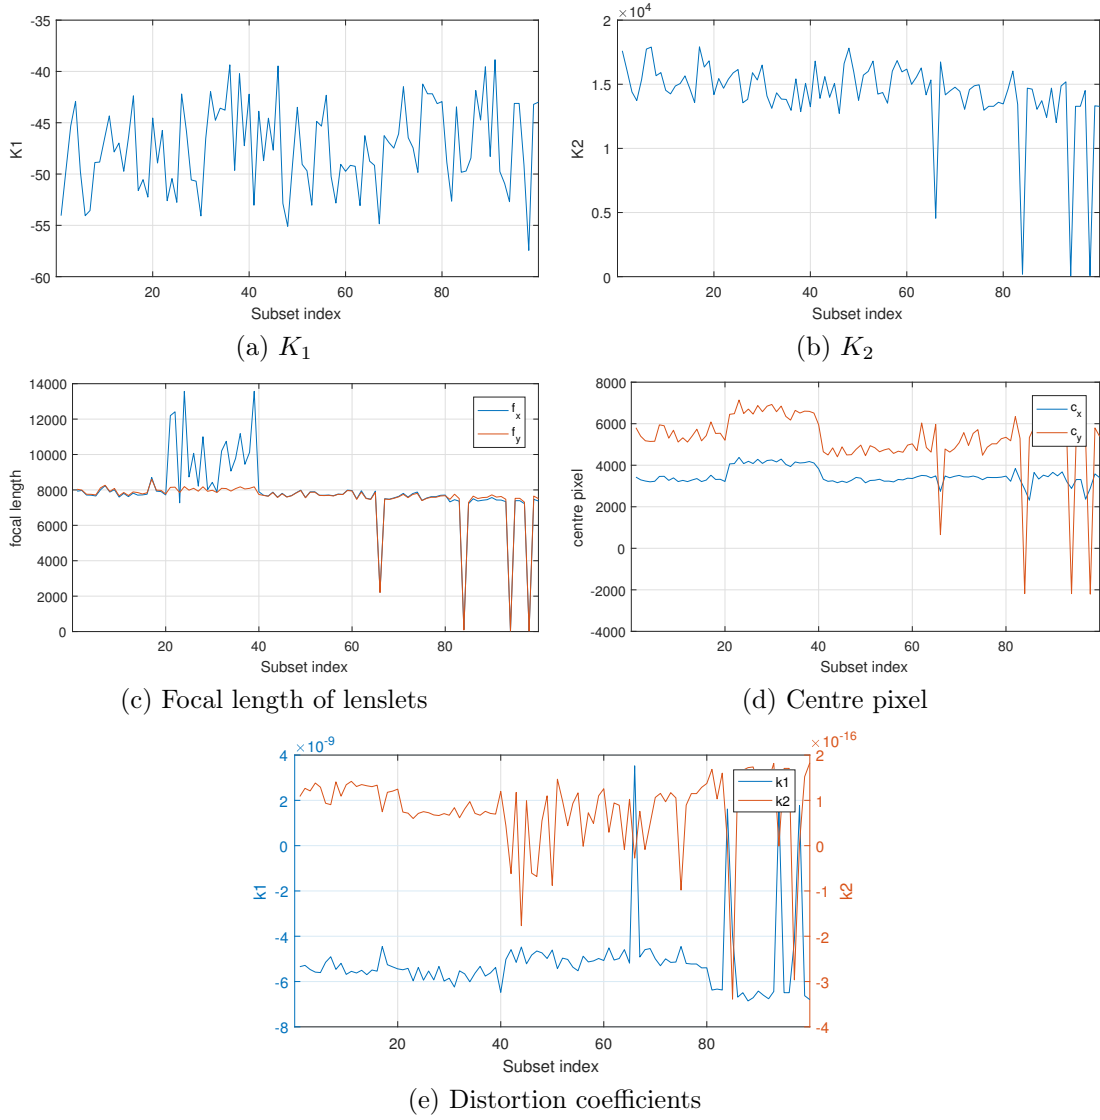 -35
-40
-45
-50
-55
-60
K1
20
40
60
80
Subset index
(a) K1
×10^4
2
1.5
1
0.5
0
K2
20
40
60
80
Subset index
(b) K2
14000
12000
10000
8000
6000
4000
2000
0
focal length
f_x
f_y
20
40
60
80
Subset index
(c) Focal length of lenslets
8000
6000
4000
2000
0
-2000
-4000
centre pixel
c_x
c_y
20
40
60
80
Subset index
(d) Centre pixel
×10^-9
4
2
0
-2
-4
-6
-8
k1
×10^-16
2
1
0
-1
-2
-3
-4
k2
k1
k2
20
40
60
80
Subset index
(e) Distortion coefficients